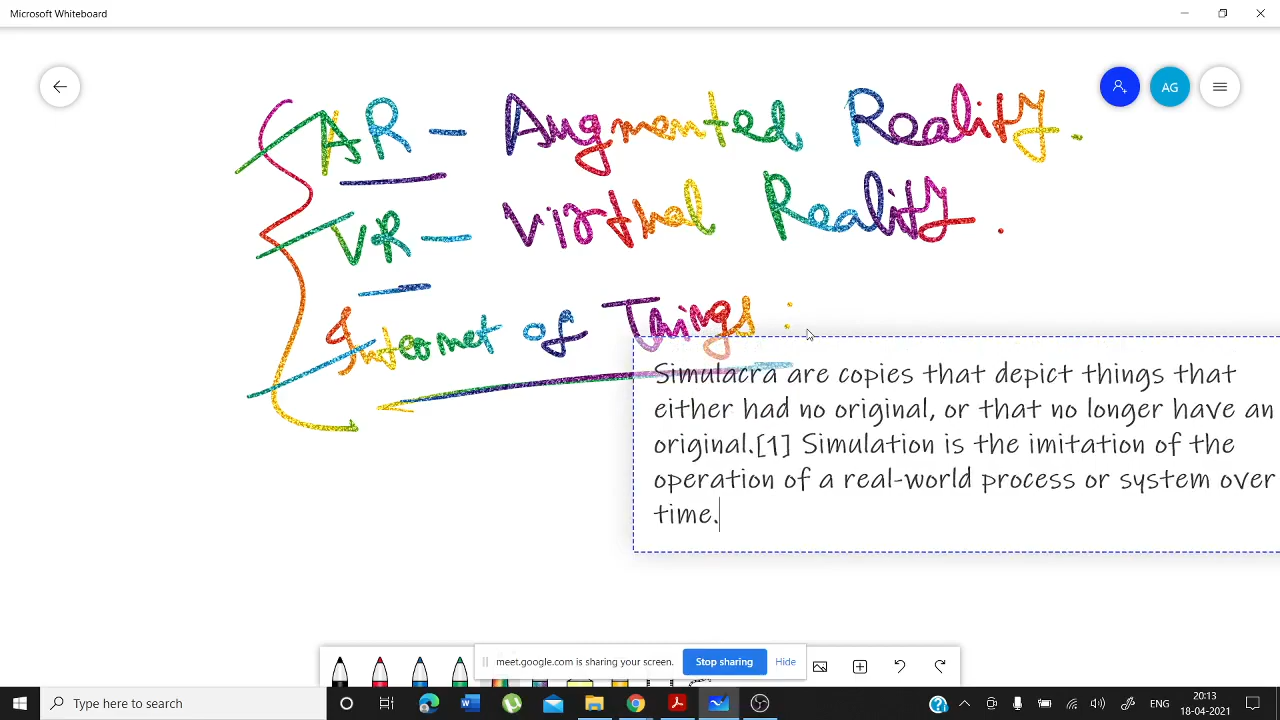 Microsoft Whiteboard
AG
AR - Augmented Reality.
VR - Virtual Reality.
Internet of Things :
Simulacra are copies that depict things that
either had no original, or that no longer have an
original.[1] Simulation is the imitation of the
operation of a real-world process or system over
time.
meet.google.com is sharing your screen.
Stop sharing
Hide
Type here to search
ENG
20:13
18-04-2021